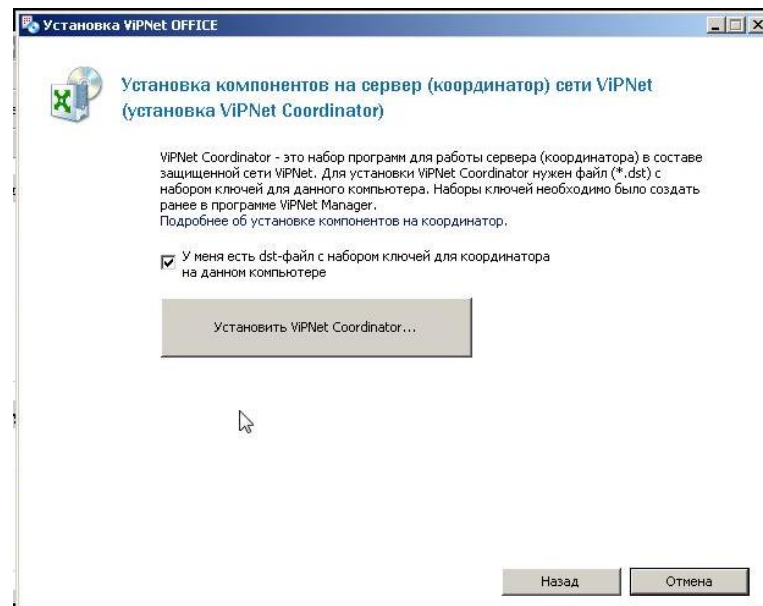 Установка ViPNet OFFICE
Установка компонентов на сервер (координатор) сети ViPNet
(установка ViPNet Coordinator)
ViPNet Coordinator - это набор программ для работы сервера (координатора) в составе
защищенной сети ViPNet. Для установки ViPNet Coordinator нужен файл (*.dst) с
набором ключей для данного компьютера. Наборы ключей необходимо было создать
ранее в программе ViPNet Manager.
Подробнее об установке компонентов на координатор.
У меня есть dst-файл с набором ключей для координатора
на данном компьютере
Установить ViPNet Coordinator...
Назад
Отмена